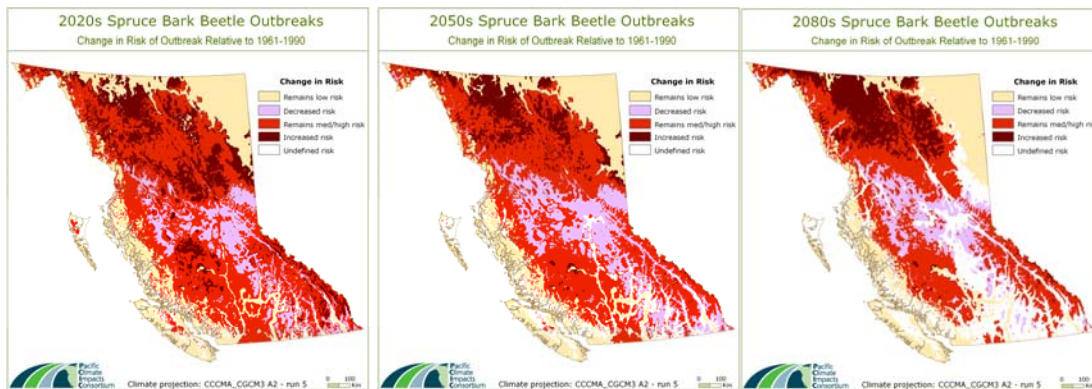 2020s Spruce Bark Beetle Outbreaks
Change in Risk of Outbreak Relative to 1961-1990
Change in Risk
Remains low risk
Decreased risk
Remains med/high risk
Increased risk
Undefined risk
Pacific
Climate
Impacts
Consortium
Climate projection: CCCMA_CGCM3 A2 - run 5
0 100
Km
2050s Spruce Bark Beetle Outbreaks
Change in Risk of Outbreak Relative to 1961-1990
Change in Risk
Remains low risk
Decreased risk
Remains med/high risk
Increased risk
Undefined risk
Pacific
Climate
Impacts
Consortium
Climate projection: CCCMA_CGCM3 A2 - run 5
0 100
Km
2080s Spruce Bark Beetle Outbreaks
Change in Risk of Outbreak Relative to 1961-1990
Change in Risk
Remains low risk
Decreased risk
Remains med/high risk
Increased risk
Undefined risk
Pacific
Climate
Impacts
Consortium
Climate projection: CCCMA_CGCM3 A2 - run 5
0 100
Km